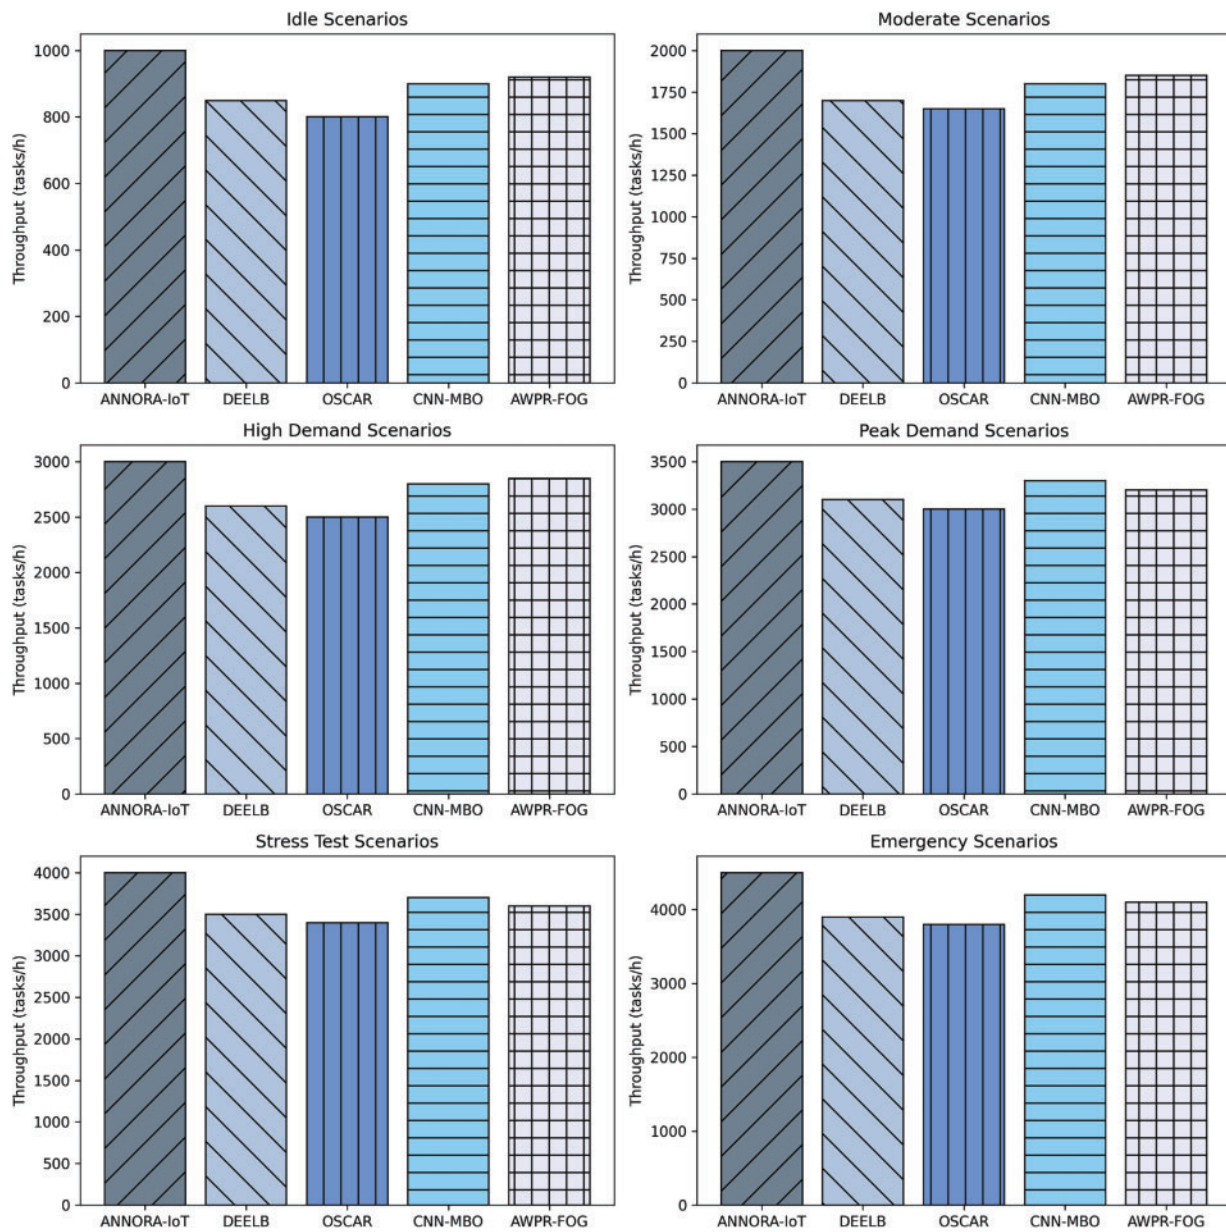 Idle Scenarios
Throughput (tasks/h)
1000
800
600
400
200
0
ANNORA-IoT DEELB OSCAR CNN-MBO AWPR-FOG
Moderate Scenarios
Throughput (tasks/h)
2000
1750
1500
1250
1000
750
500
250
0
ANNORA-IoT DEELB OSCAR CNN-MBO AWPR-FOG
High Demand Scenarios
Throughput (tasks/h)
3000
2500
2000
1500
1000
500
0
ANNORA-IoT DEELB OSCAR CNN-MBO AWPR-FOG
Peak Demand Scenarios
Throughput (tasks/h)
3500
3000
2500
2000
1500
1000
500
0
ANNORA-IoT DEELB OSCAR CNN-MBO AWPR-FOG
Stress Test Scenarios
Throughput (tasks/h)
4000
3500
3000
2500
2000
1500
1000
500
0
ANNORA-IoT DEELB OSCAR CNN-MBO AWPR-FOG
Emergency Scenarios
Throughput (tasks/h)
4000
3000
2000
1000
0
ANNORA-IoT DEELB OSCAR CNN-MBO AWPR-FOG